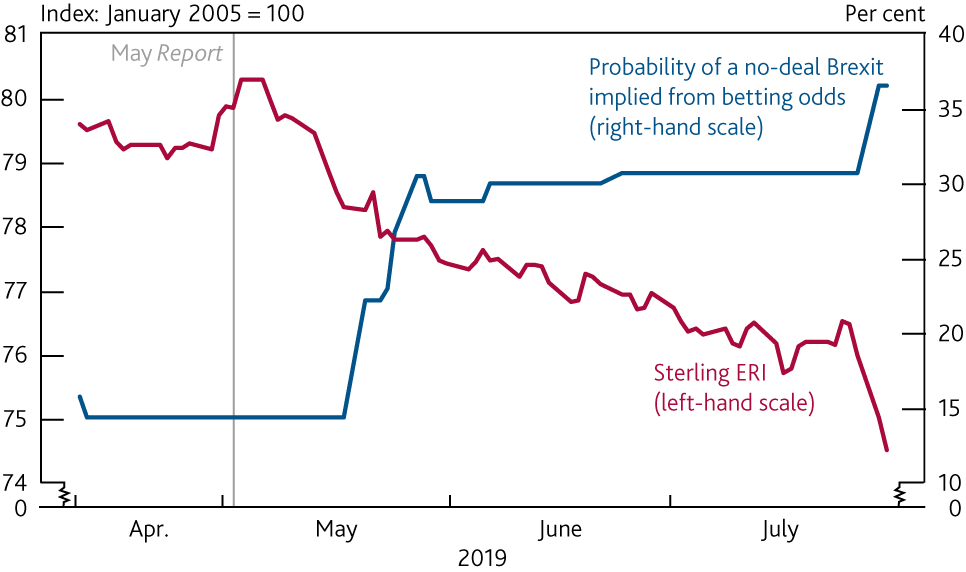 Index: January 2005 = 100
Per cent
81
80
79
78
77
76
75
74
0
40
35
30
25
20
15
10
0
May Report
Probability of a no-deal Brexit
implied from betting odds
(right-hand scale)
Sterling ERI
(left-hand scale)
Apr.
May
June
July
2019